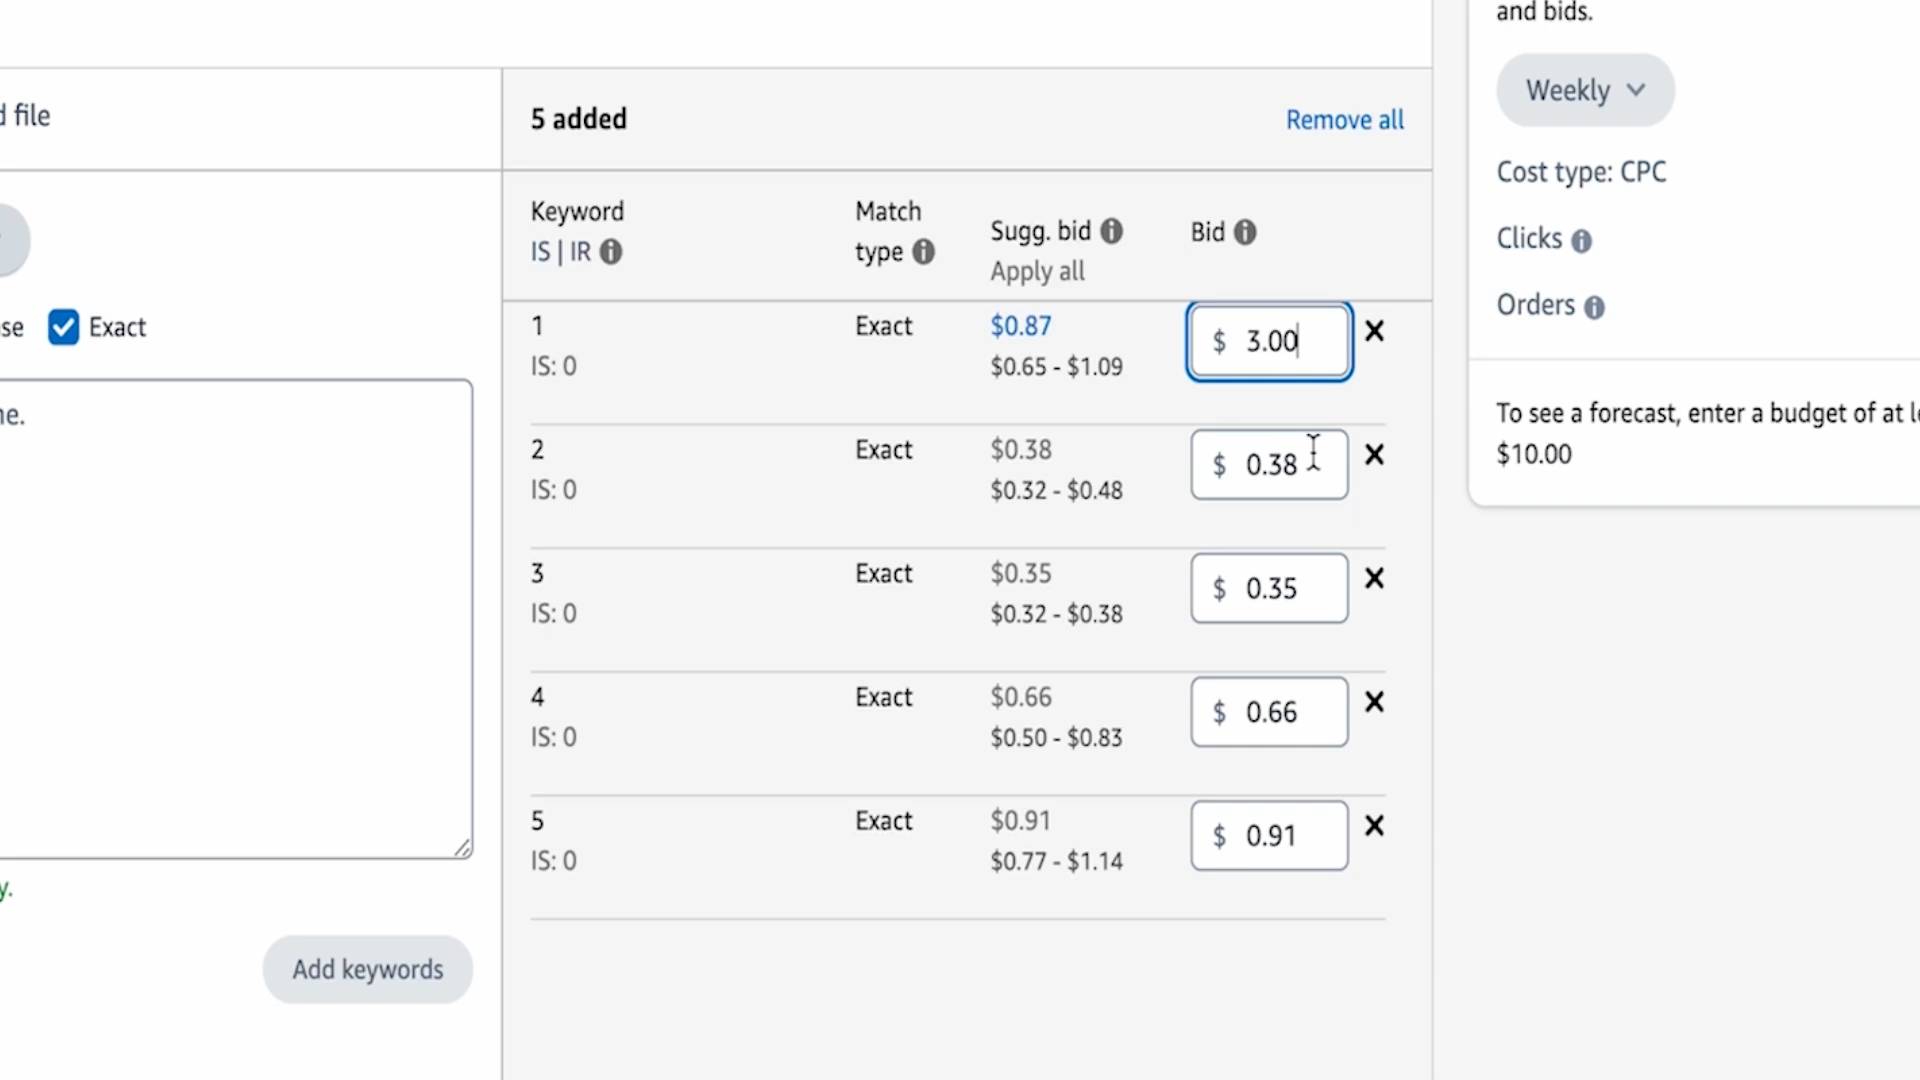 and bids.
Weekly
d file
5 added
Remove all
Cost type: CPC
Keyword
IS | IR
Match
type
Sugg. bid
Apply all
Bid
Clicks
Orders
se
Exact
1
IS: 0
Exact
$0.87
$0.65 - $1.09
$ 3.00
ne.
To see a forecast, enter a budget of at le
$10.00
2
IS: 0
Exact
$0.38
$0.32 - $0.48
$ 0.38
3
IS: 0
Exact
$0.35
$0.32 - $0.38
$ 0.35
4
IS: 0
Exact
$0.66
$0.50 - $0.83
$ 0.66
5
IS: 0
Exact
$0.91
$0.77 - $1.14
$ 0.91
y.
Add keywords